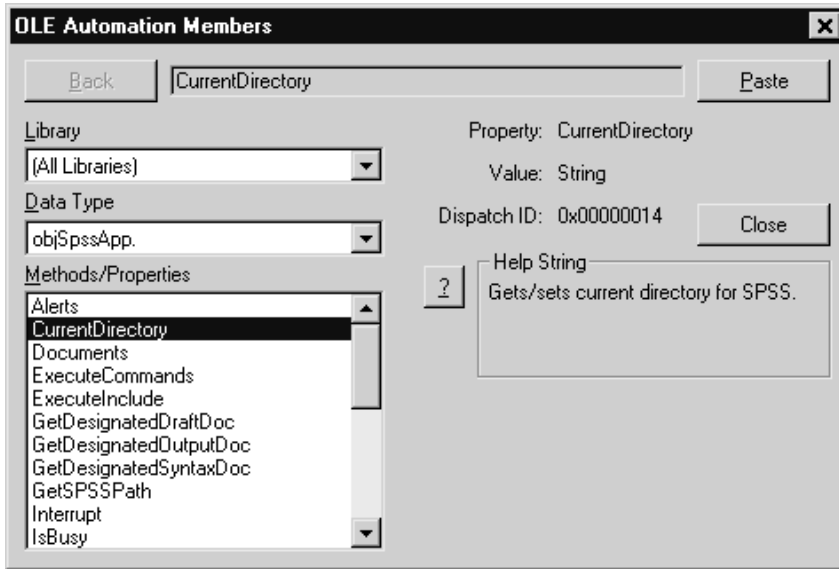 OLE Automation Members
Back
CurrentDirectory
Paste
Library
(All Libraries)
Data Type
objSpssApp.
Methods/Properties
Alerts
CurrentDirectory
Documents
ExecuteCommands
ExecuteInclude
GetDesignatedDraftDoc
GetDesignatedOutputDoc
GetDesignatedSyntaxDoc
GetSPSSPath
Interrupt
IsBusy
Property: CurrentDirectory
Value: String
Dispatch ID: 0x00000014
Close
?
Help String
Gets/sets current directory for SPSS.